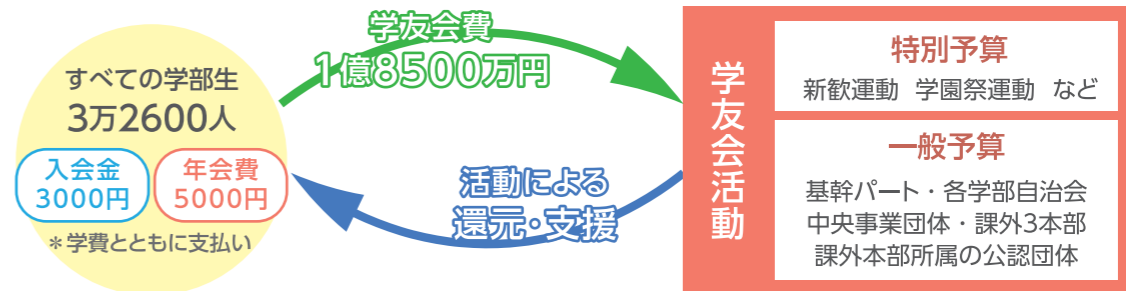 すべての学部生
3万2600人
入会金
3000円
年会費
5000円
*学費とともに支払い
学友会費
1億8500万円
活動による
還元・支援
学友会活動
特別予算
新歓運動 学園祭運動 など
一般予算
基幹パート・各学部自治会
中央事業団体・課外3本部
課外本部所属の公認団体